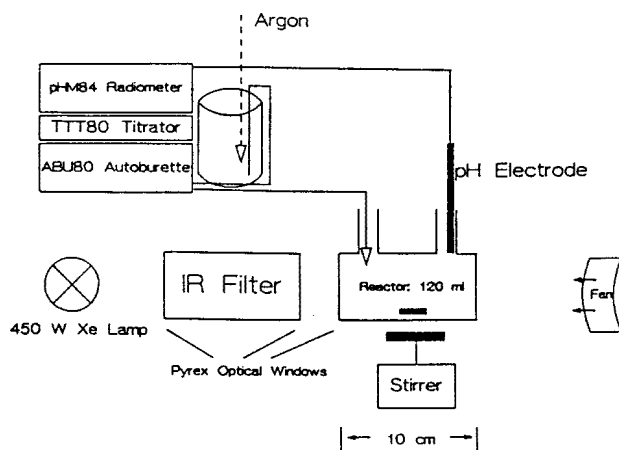 Argon
pHM84 Radiometer
TTT80 Titrator
ABU80 Autoburette
pH Electrode
IR Filter
Reactor: 120 ml
Fan
450 W Xe Lamp
Pyrex Optical Windows
Stirrer
10 cm